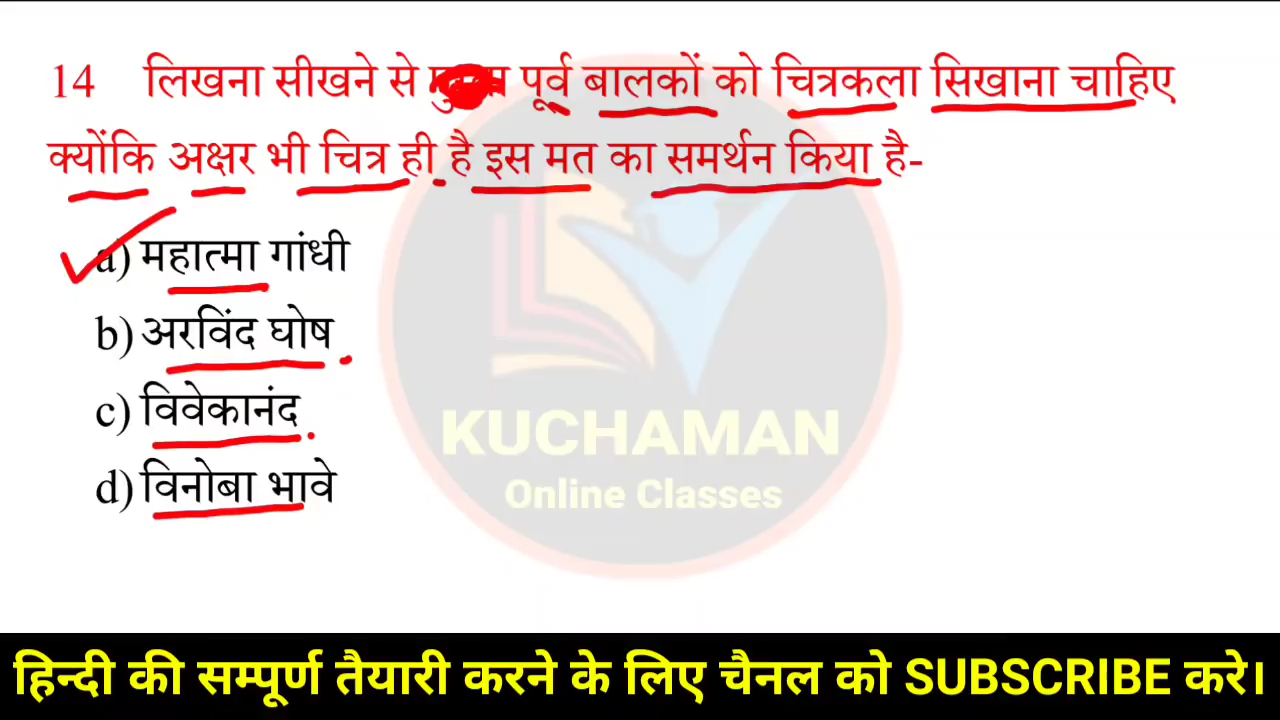 14 लिखना सीखने से पूर्व बालकों को चित्रकला सिखाना चाहिए
क्योंकि अक्षर भी चित्र ही है इस मत का समर्थन किया है-
a) महात्मा गांधी
b) अरविंद घोष
c) विवेकानंद
d) विनोबा भावे
KUCHAMAN
Online Classes
हिन्दी की सम्पूर्ण तैयारी करने के लिए चैनल को SUBSCRIBE करे।